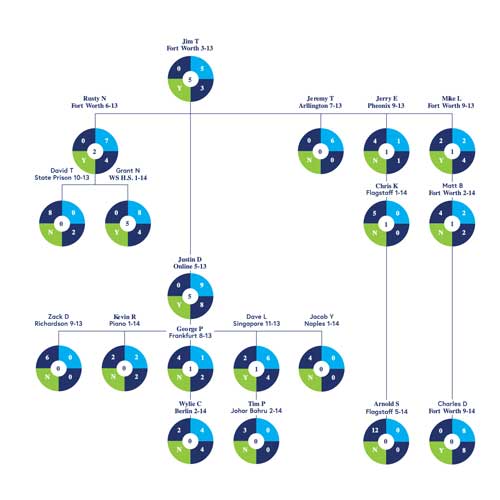 Jim T
Fort Worth 3-13
0 5
5
Y 3
Rusty N
Fort Worth 6-13
0 7
2
Y 4
Jeremy T
Arllington 7-13
0 6
0
N 0
Jerry E
Pheonix 9-13
4 1
1
N 1
Mike L
Fort Worth 9-13
2 2
1
Y 2
David T
State Prison 10-13
8 0
0
N 2
Grant N
WS H.S. 1-14
0 8
5
Y 4
Chris K
Flagstaff 1-14
5 0
1
N 0
Matt B
Fort Worth 2-14
4 2
1
N 2
Justin D
Online 5-13
0 9
5
Y 8
Zack D
Richardson 9-13
6 0
0
N 0
Kevin R
Piana 1-14
2 2
0
N 0
George P
Frankfurt 8-13
4 1
1
N 2
Dave L
Singapore 11-13
2 6
1
Y 4
Jacob Y
Naples 1-14
4 0
0
N 0
Wylie C
Berlin 2-14
2 4
0
N 4
Tim P
Johor Bahru 2-14
3 0
0
N 0
Arnold S
Flagstaff 5-14
12 0
0
N 0
Charles D
Fort Worth 9-14
0 8
0
Y 8